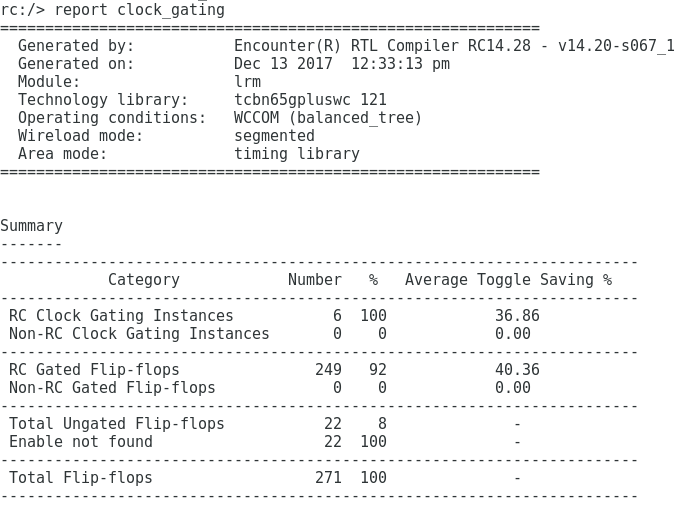 rc:/> report clock_gating
============================================================
  Generated by:           Encounter(R) RTL Compiler RC14.28 - v14.20-s067_1
  Generated on:           Dec 13 2017  12:33:13 pm
  Module:                 lrm
  Technology library:     tcbn65gpluswc 121
  Operating conditions:   WCCOM (balanced_tree)
  Wireload mode:          segmented
  Area mode:              timing library
============================================================
Summary
-------
-----------------------------------------------------------------------
            Category            Number   %   Average Toggle Saving %
-----------------------------------------------------------------------
 RC Clock Gating Instances           6  100            36.86
 Non-RC Clock Gating Instances       0    0            0.00
-----------------------------------------------------------------------
 RC Gated Flip-flops               249   92            40.36
 Non-RC Gated Flip-flops             0    0            0.00
-----------------------------------------------------------------------
 Total Ungated Flip-flops           22    8              -
 Enable not found                   22  100              -
-----------------------------------------------------------------------
 Total Flip-flops                  271  100              -
-----------------------------------------------------------------------